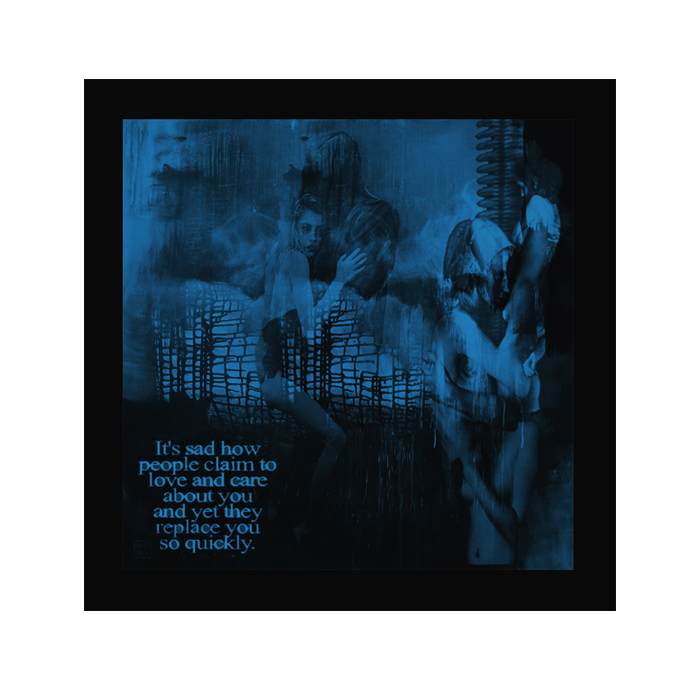 It's sad how
people claim to
love and care
about you
and yet they
replace you
so quickly.